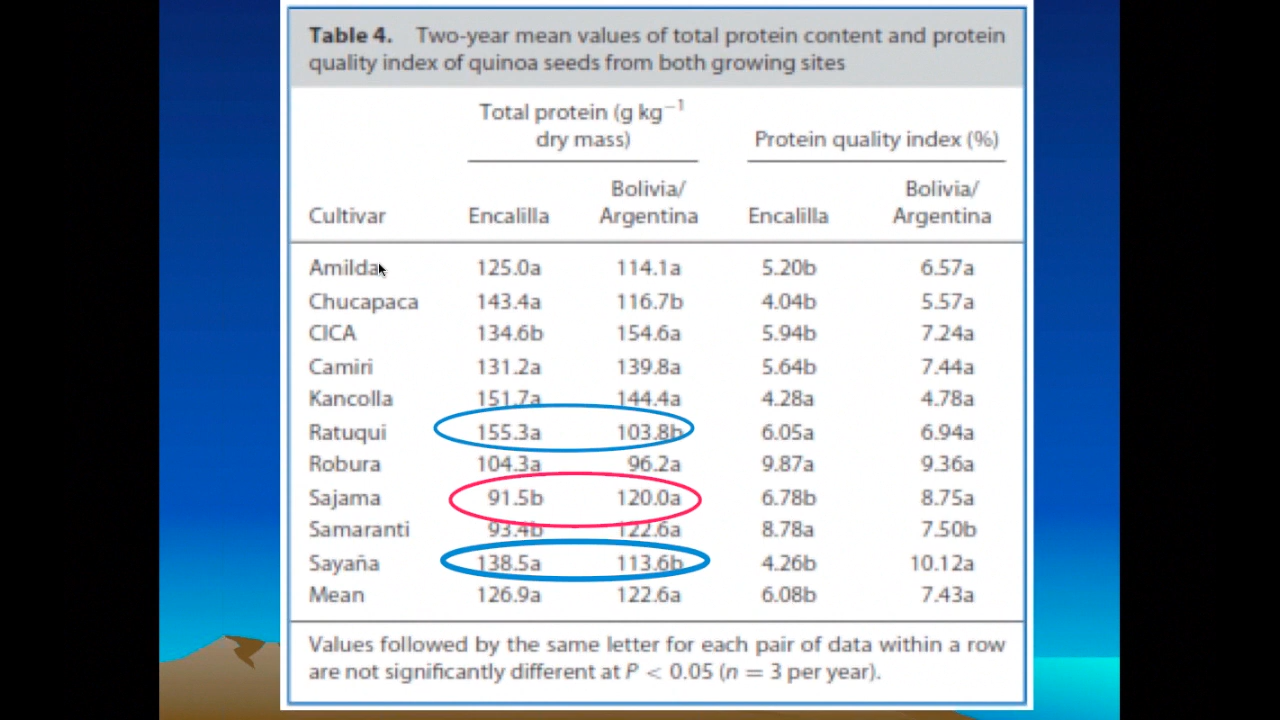 Table 4. Two-year mean values of total protein content and protein
quality index of quinoa seeds from both growing sites
Total protein (g kg⁻¹
dry mass) Protein quality index (%)
Bolivia/ Bolivia/
Cultivar Encalilla Argentina Encalilla Argentina
Amilda 125.0a 114.1a 5.20b 6.57a
Chucapaca 143.4a 116.7b 4.04b 5.57a
CICA 134.6b 154.6a 5.94b 7.24a
Camiri 131.2a 139.8a 5.64b 7.44a
Kancolla 151.7a 144.4a 4.28a 4.78a
Ratuqui 155.3a 103.8b 6.05a 6.94a
Robura 104.3a 96.2a 9.87a 9.36a
Sajama 91.5b 120.0a 6.78b 8.75a
Samaranti 93.4b 122.6a 8.78a 7.50b
Sayaña 138.5a 113.6b 4.26b 10.12a
Mean 126.9a 122.6a 6.08b 7.43a
Values followed by the same letter for each pair of data within a row
are not significantly different at P < 0.05 (n = 3 per year).